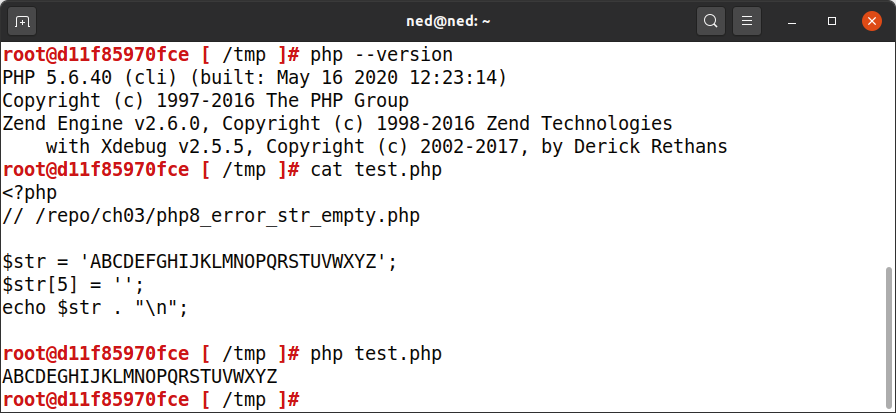 ned@ned: ~
root@d11f85970fce [ /tmp ]# php --version
PHP 5.6.40 (cli) (built: May 16 2020 12:23:14)
Copyright (c) 1997-2016 The PHP Group
Zend Engine v2.6.0, Copyright (c) 1998-2016 Zend Technologies
    with Xdebug v2.5.5, Copyright (c) 2002-2017, by Derick Rethans
root@d11f85970fce [ /tmp ]# cat test.php
<?php
// /repo/ch03/php8_error_str_empty.php

$str = 'ABCDEFGHIJKLMNOPQRSTUVWXYZ';
$str[5] = '';
echo $str . "\n";

root@d11f85970fce [ /tmp ]# php test.php
ABCDEGHIJKLMNOPQRSTUVWXYZ
root@d11f85970fce [ /tmp ]#